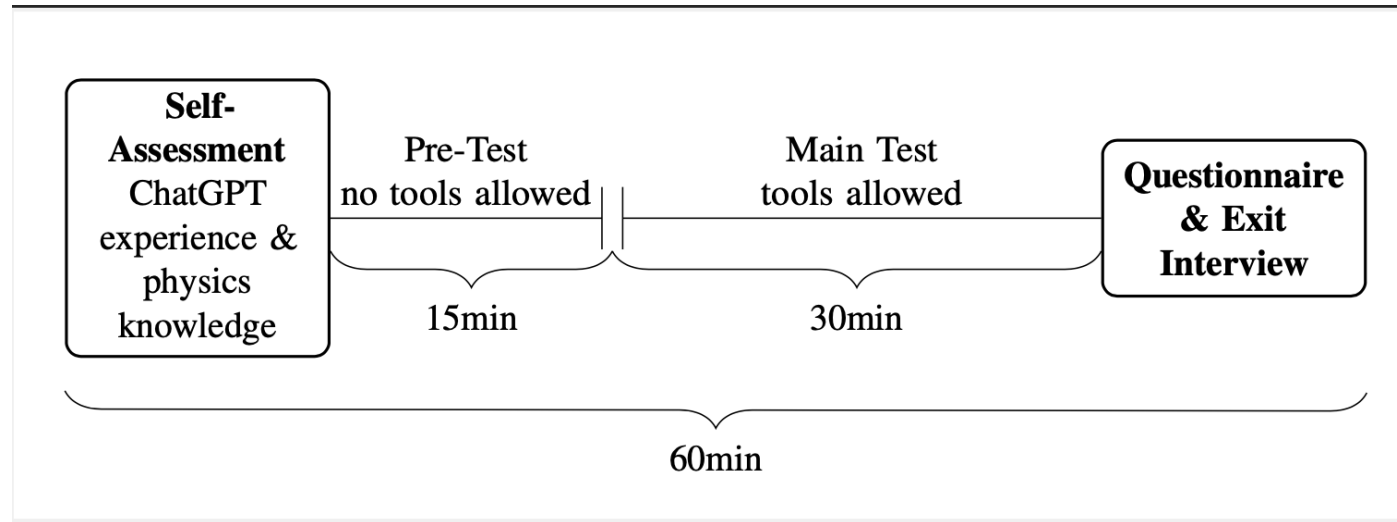 Self-
Assessment
ChatGPT
experience &
physics
knowledge
Pre-Test
no tools allowed
15min
Main Test
tools allowed
30min
Questionnaire
& Exit
Interview
60min